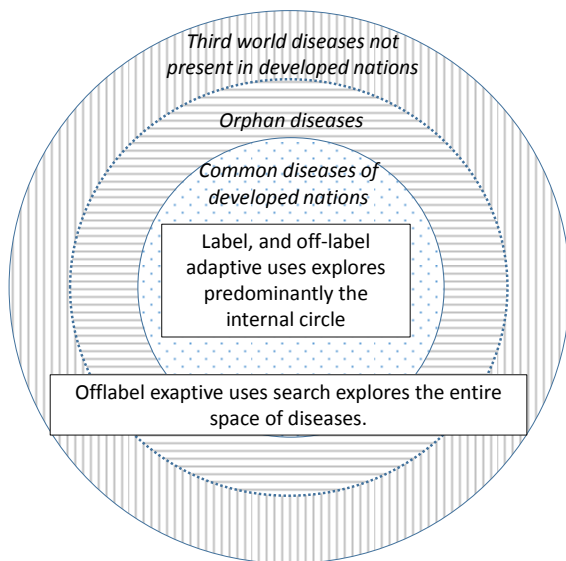 Third world diseases not
present in developed nations
Orphan diseases
Common diseases of
developed nations
Label, and off-label
adaptive uses explores
predominantly the
internal circle
Offlabel exaptive uses search explores the entire
space of diseases.